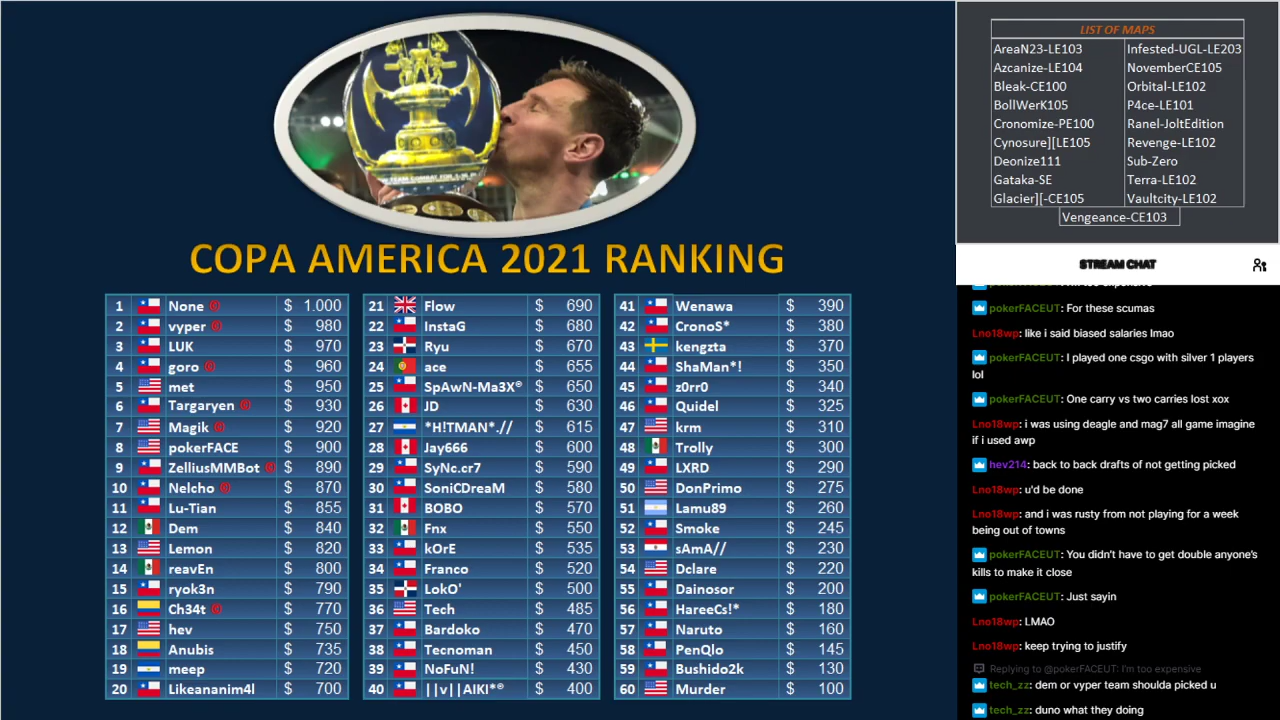 TEAM COMBAT FOR
COPA AMERICA 2021 RANKING
1 None $ 1.000
2 vyper $ 980
3 LUK $ 970
4 goro $ 960
5 met $ 950
6 Targaryen $ 930
7 Magik $ 920
8 pokerFACE $ 900
9 ZelliusMMBot $ 890
10 Nelcho $ 870
11 Lu-Tian $ 855
12 Dem $ 840
13 Lemon $ 820
14 reavEn $ 800
15 ryok3n $ 790
16 Ch34t $ 770
17 hev $ 750
18 Anubis $ 735
19 meep $ 720
20 Likeananim4l $ 700
21 Flow $ 690
22 InstaG $ 680
23 Ryu $ 670
24 ace $ 655
25 SpAwN-Ma3X® $ 650
26 JD $ 630
27 *H!TMAN*.// $ 615
28 Jay666 $ 600
29 SyNc.cr7 $ 590
30 SoniCDreaM $ 580
31 BOBO $ 570
32 Fnx $ 550
33 kOrE $ 535
34 Franco $ 520
35 LokO' $ 500
36 Tech $ 485
37 Bardoko $ 470
38 Tecnoman $ 450
39 NoFuN! $ 430
40 ||v||AIKI*® $ 400
41 Wenawa $ 390
42 CronoS* $ 380
43 kengzta $ 370
44 ShaMan*! $ 350
45 z0rr0 $ 340
46 Quidel $ 325
47 krm $ 310
48 Trolly $ 300
49 LXRD $ 290
50 DonPrimo $ 275
51 Lamu89 $ 260
52 Smoke $ 245
53 sAmA// $ 230
54 Dclare $ 220
55 Dainosor $ 200
56 HareeCs!* $ 180
57 Naruto $ 160
58 PenQlo $ 145
59 Bushido2k $ 130
60 Murder $ 100
LIST OF MAPS
AreaN23-LE103 Infested-UGL-LE203
Azcanize-LE104 NovemberCE105
Bleak-CE100 Orbital-LE102
BollWerK105 P4ce-LE101
Cronomize-PE100 Ranel-JoltEdition
Cynosure][LE105 Revenge-LE102
Deonize111 Sub-Zero
Gataka-SE Terra-LE102
Glacier][-CE105 Vaultcity-LE102
Vengeance-CE103
STREAM CHAT
pokerFACEUT: For these scumas
Lno18wp: like i said biased salaries lmao
pokerFACEUT: I played one csgo with silver 1 players
lol
pokerFACEUT: One carry vs two carries lost xox
Lno18wp: i was using deagle and mag7 all game imagine
if i used awp
hev214: back to back drafts of not getting picked
Lno18wp: u'd be done
Lno18wp: and i was rusty from not playing for a week
being out of towns
pokerFACEUT: You didn't have to get double anyone's
kills to make it close
pokerFACEUT: Just sayin
Lno18wp: LMAO
Lno18wp: keep trying to justify
Replying to @pokerFACEUT: I'm too expensive
tech_zz: dem or vyper team shoulda picked u
tech_zz: duno what they doing